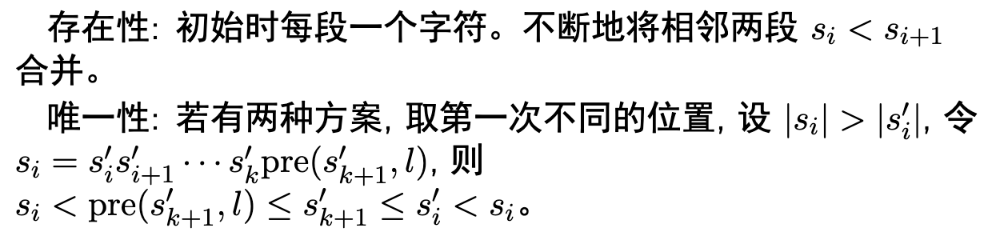 存在性: 初始时每段一个字符。不断地将相邻两段 $s_i < s_{i+1}$
合并。
唯一性: 若有两种方案, 取第一次不同的位置, 设 $|s_i| > |s'_i|$, 令
$s_i = s'_i s'_{i+1} \cdots s'_k \mathrm{pre}(s'_{k+1}, l)$, 则
$s_i < \mathrm{pre}(s'_{k+1}, l) \leq s'_{k+1} \leq s'_i < s_i$。